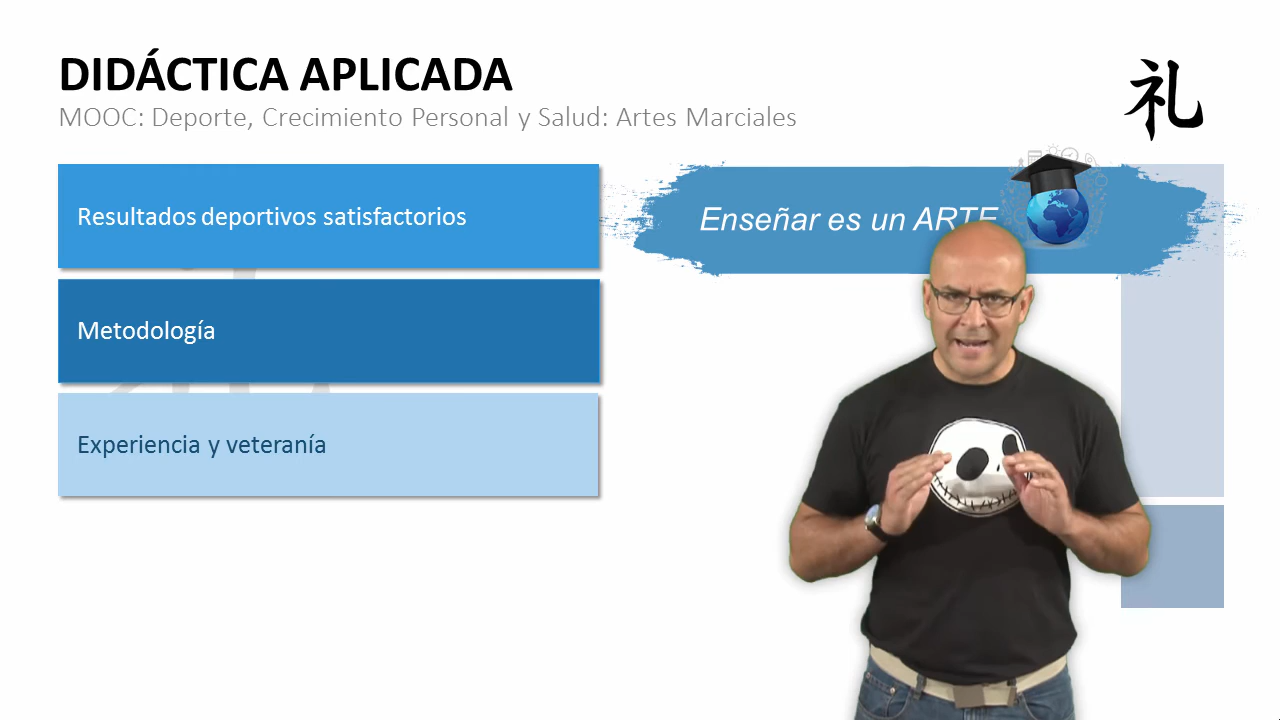 DIDÁCTICA APLICADA
MOOC: Deporte, Crecimiento Personal y Salud: Artes Marciales
礼
Resultados deportivos satisfactorios
Enseñar es un ARTE
Metodología
Experiencia y veteranía